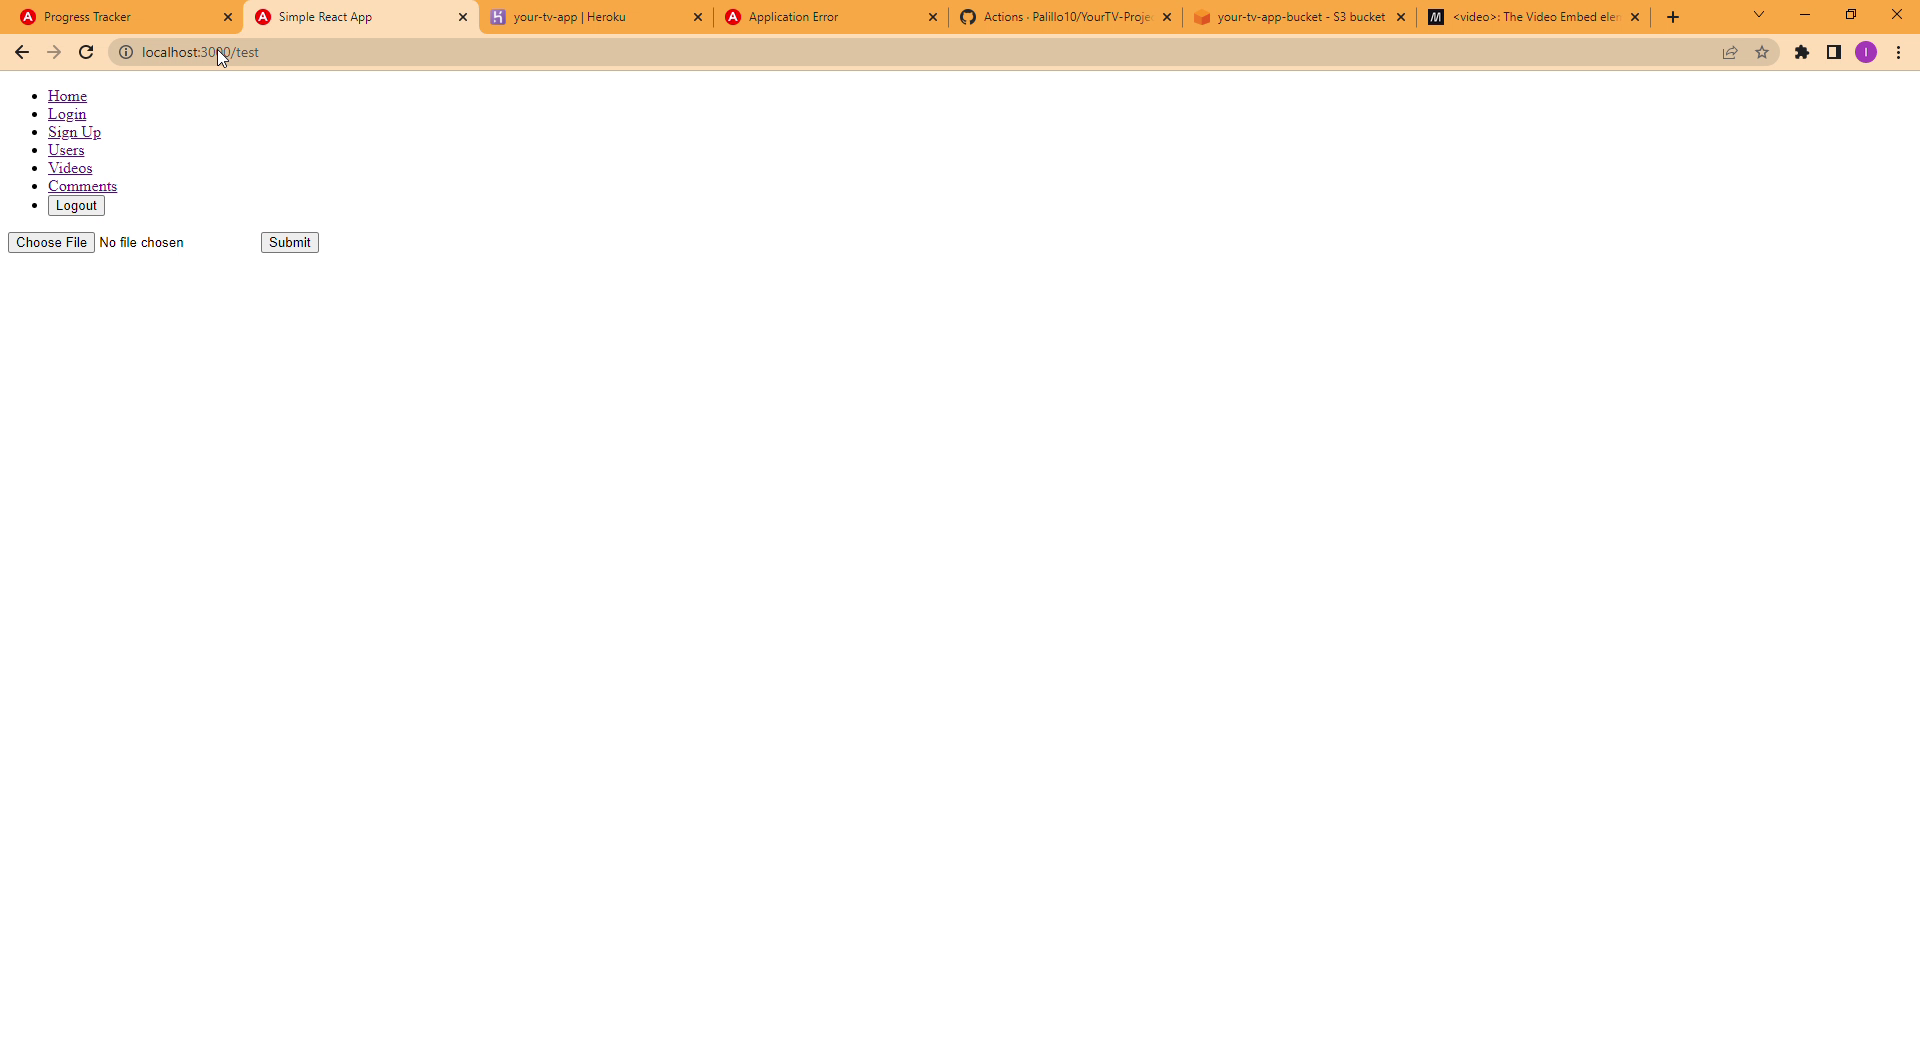 Progress Tracker
Simple React App
your-tv-app | Heroku
Application Error
Actions · Palillo10/YourTV-Projec
your-tv-app-bucket - S3 bucket
<video>: The Video Embed elem
localhost:3000/test
I
Home
Login
Sign Up
Users
Videos
Comments
Logout
Choose File No file chosen Submit